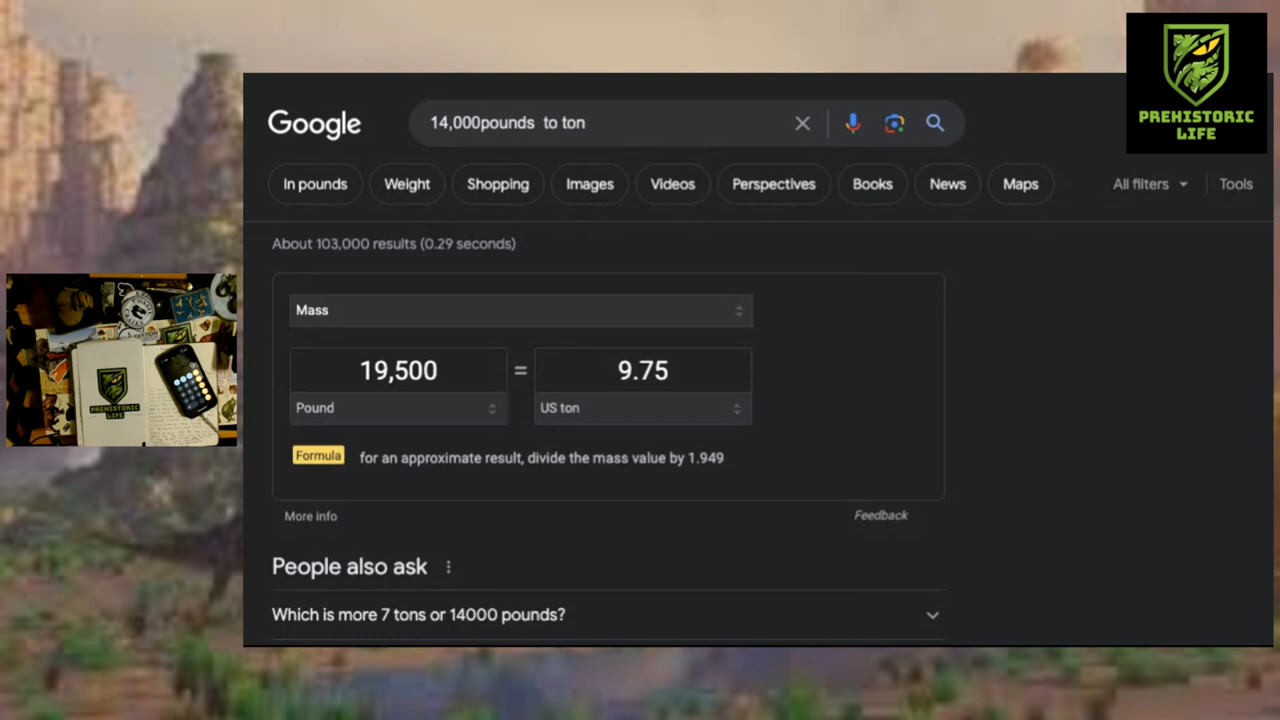 PREHISTORIC
LIFE
Google
14,000pounds to ton
In pounds
Weight
Shopping
Images
Videos
Perspectives
Books
News
Maps
All filters
Tools
About 103,000 results (0.29 seconds)
Mass
19,500
=
9.75
Pound
US ton
Formula
for an approximate result, divide the mass value by 1.949
More info
Feedback
People also ask
Which is more 7 tons or 14000 pounds?
PREHISTORIC
LIFE